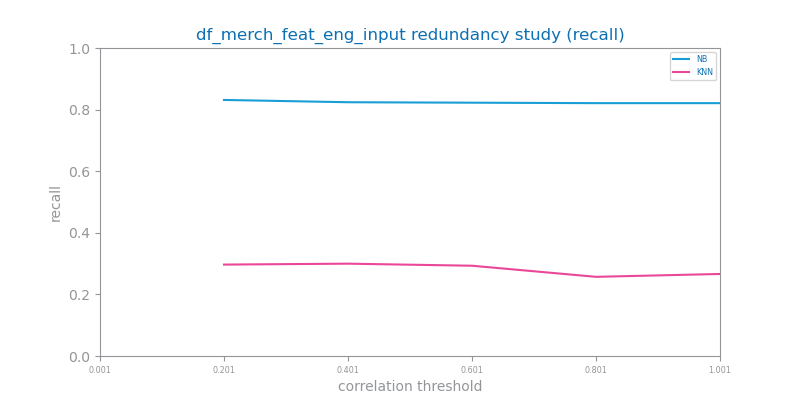 df_merch_feat_eng_input redundancy study (recall)
NB
KNN
1.0
0.8
0.6
0.4
0.2
0.0
recall
0.001
0.201
0.401
0.601
0.801
1.001
correlation threshold